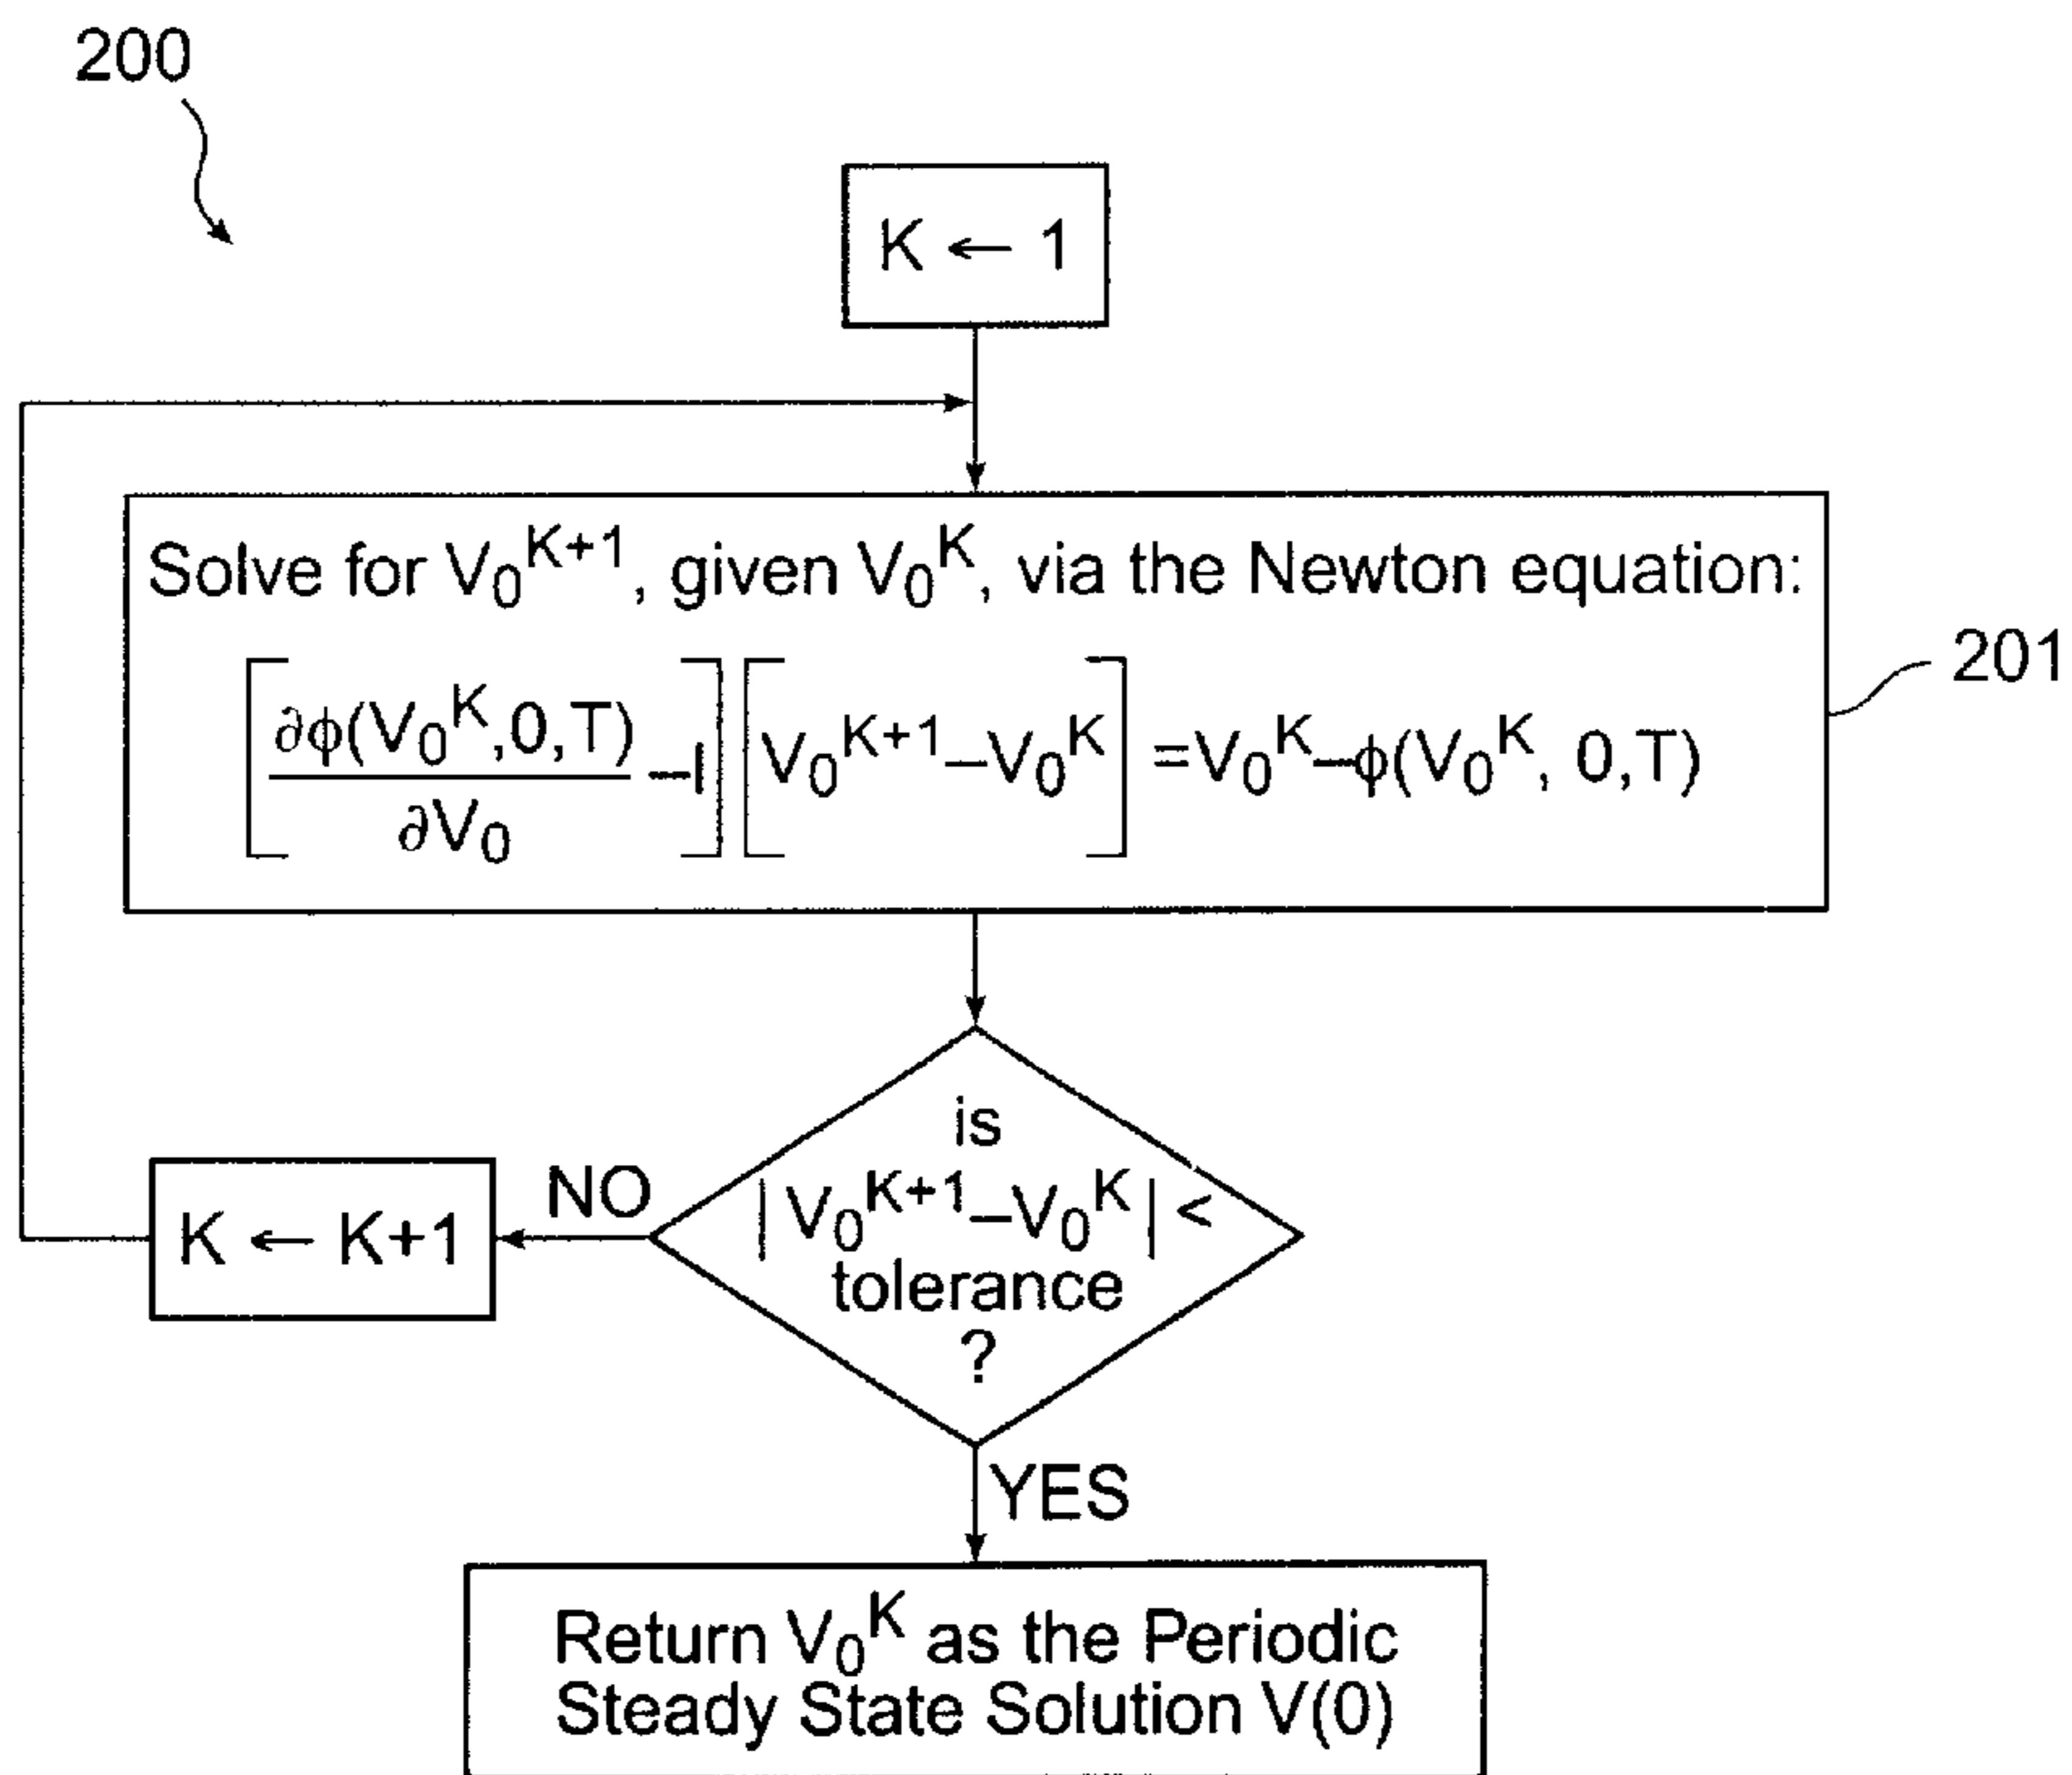 200
K ← 1
Solve for V₀ᴷ⁺¹, given V₀ᴷ, via the Newton equation:
[∂ϕ(V₀ᴷ,0,T)/∂V₀ –I] [V₀ᴷ⁺¹–V₀ᴷ] =V₀ᴷ–ϕ(V₀ᴷ, 0,T)
201
is
| V₀ᴷ⁺¹–V₀ᴷ | <
tolerance
?
NO
K ← K+1
YES
Return V₀ᴷ as the Periodic
Steady State Solution V(0)